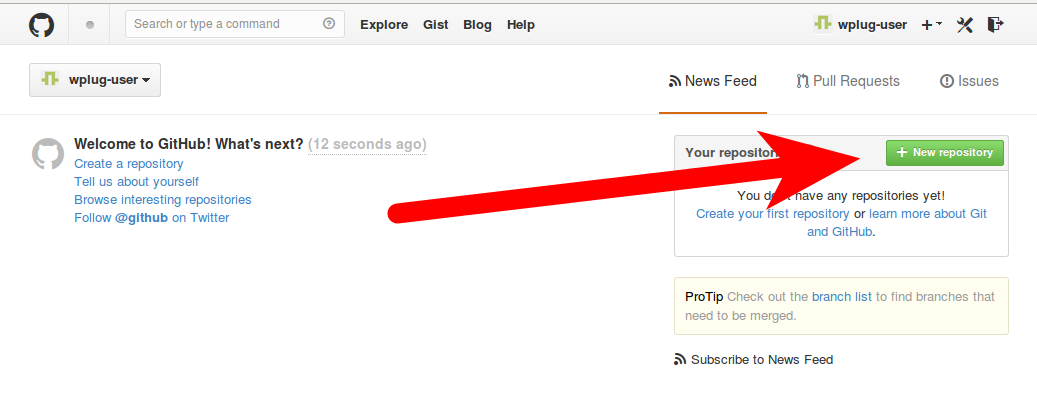 Search or type a command
Explore Gist Blog Help
wplug-user
wplug-user
News Feed
Pull Requests
Issues
Welcome to GitHub! What's next? (12 seconds ago)
Create a repository
Tell us about yourself
Browse interesting repositories
Follow @github on Twitter
Your
New repository
You have any repositories yet!
Create your first repository or learn more about Git
and GitHub.
ProTip Check out the branch list to find branches that
need to be merged.
Subscribe to News Feed